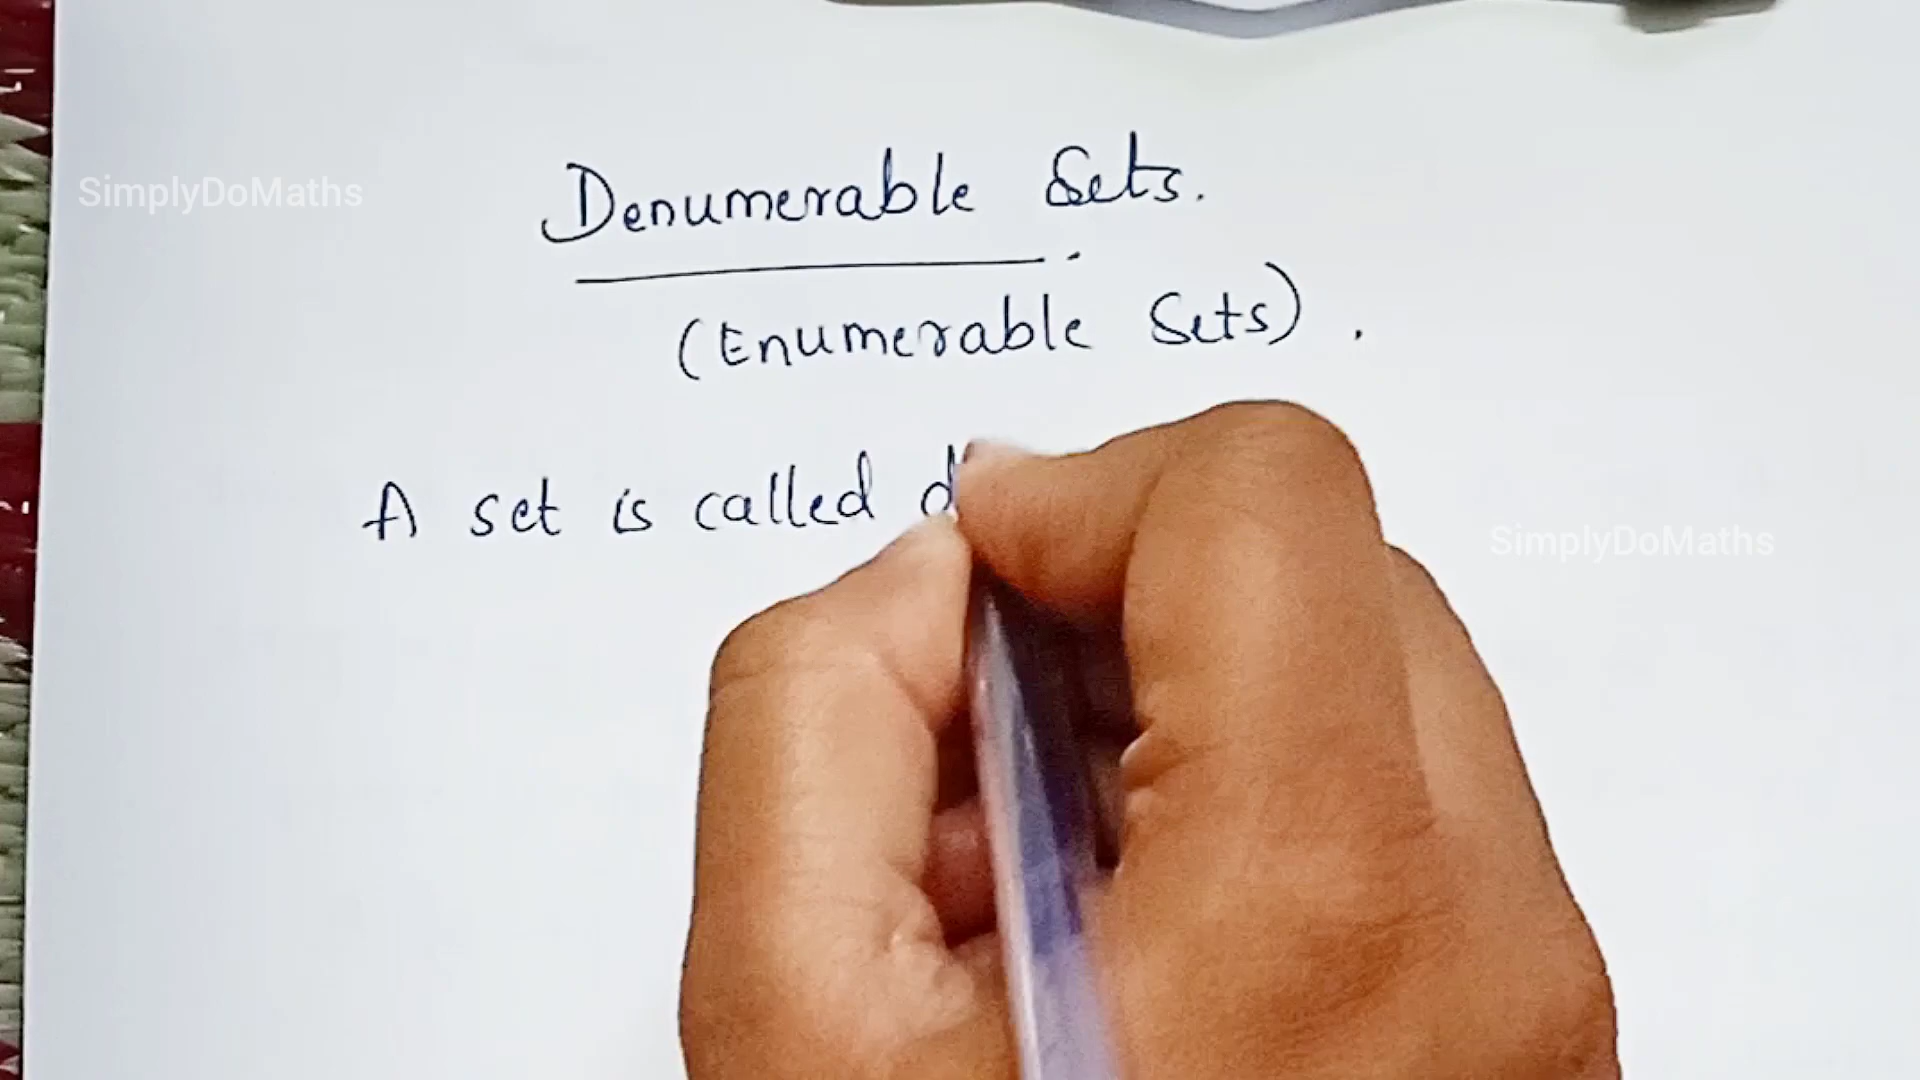 Denumerable Sets.
SimplyDoMaths
(Enumerable Sets).
A set is called d
SimplyDoMaths